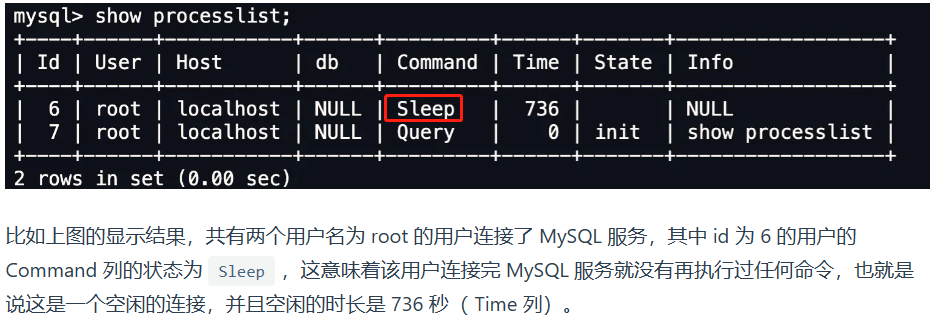 mysql> show processlist;
+----+------+-----------+------+---------+------+-------+------------------+
| Id | User | Host      | db   | Command | Time | State | Info             |
+----+------+-----------+------+---------+------+-------+------------------+
|  6 | root | localhost | NULL | Sleep   |  736 |       | NULL             |
|  7 | root | localhost | NULL | Query   |    0 | init  | show processlist |
+----+------+-----------+------+---------+------+-------+------------------+
2 rows in set (0.00 sec)
比如上图的显示结果，共有两个用户名为 root 的用户连接了 MySQL 服务，其中 id 为 6 的用户的
Command 列的状态为 Sleep ，这意味着该用户连接完 MySQL 服务就没有再执行过任何命令，也就是
说这是一个空闲的连接，并且空闲的时长是 736 秒（ Time 列）。